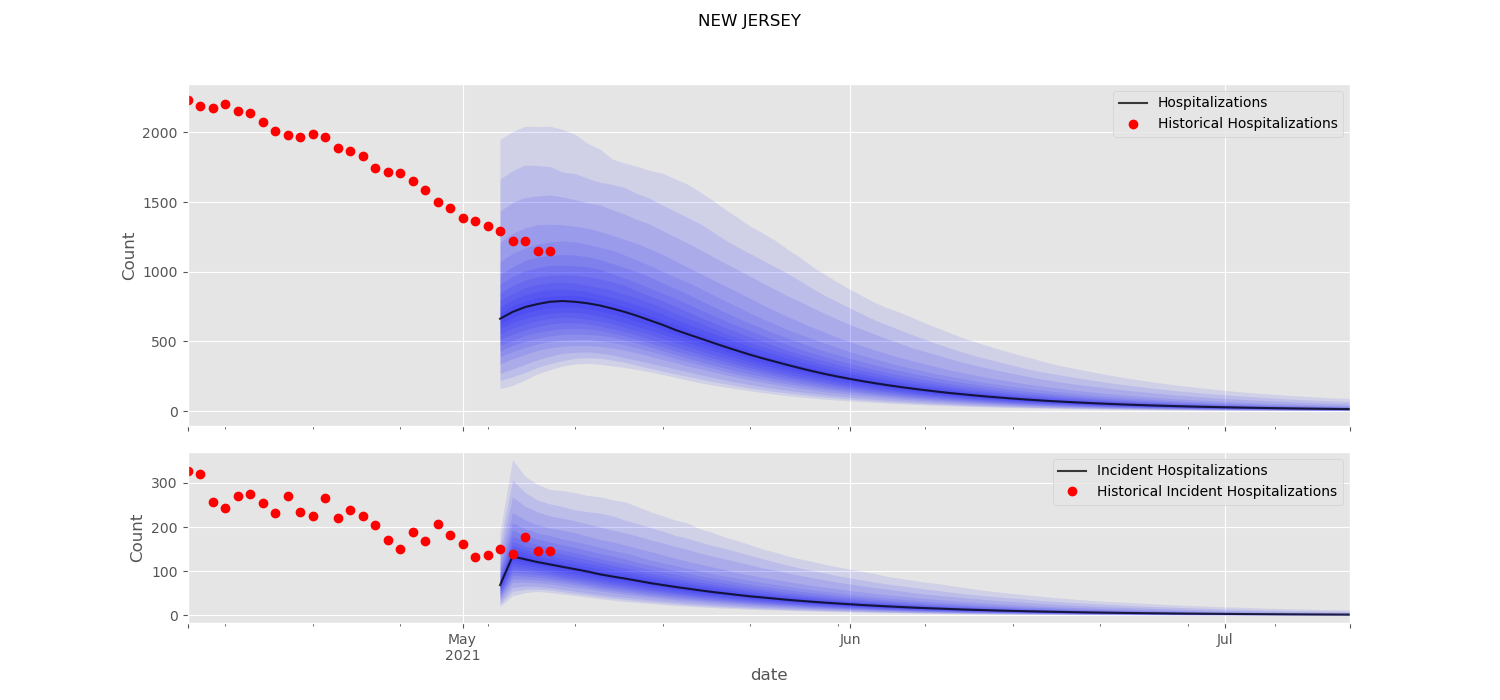 NEW JERSEY
Hospitalizations
Historical Hospitalizations
2000
1500
1000
500
0
Count
Incident Hospitalizations
Historical Incident Hospitalizations
300
200
100
0
Count
May
2021
Jun
Jul
date